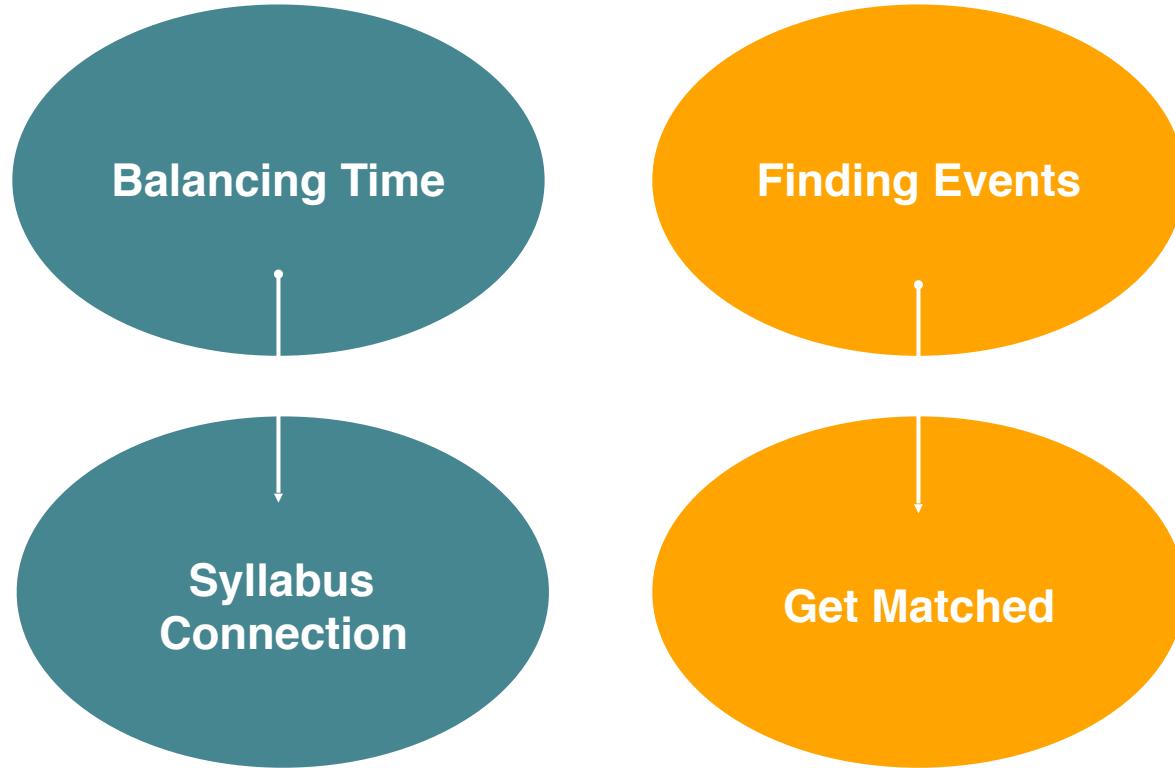 Balancing Time
Finding Events
Syllabus
Connection
Get Matched